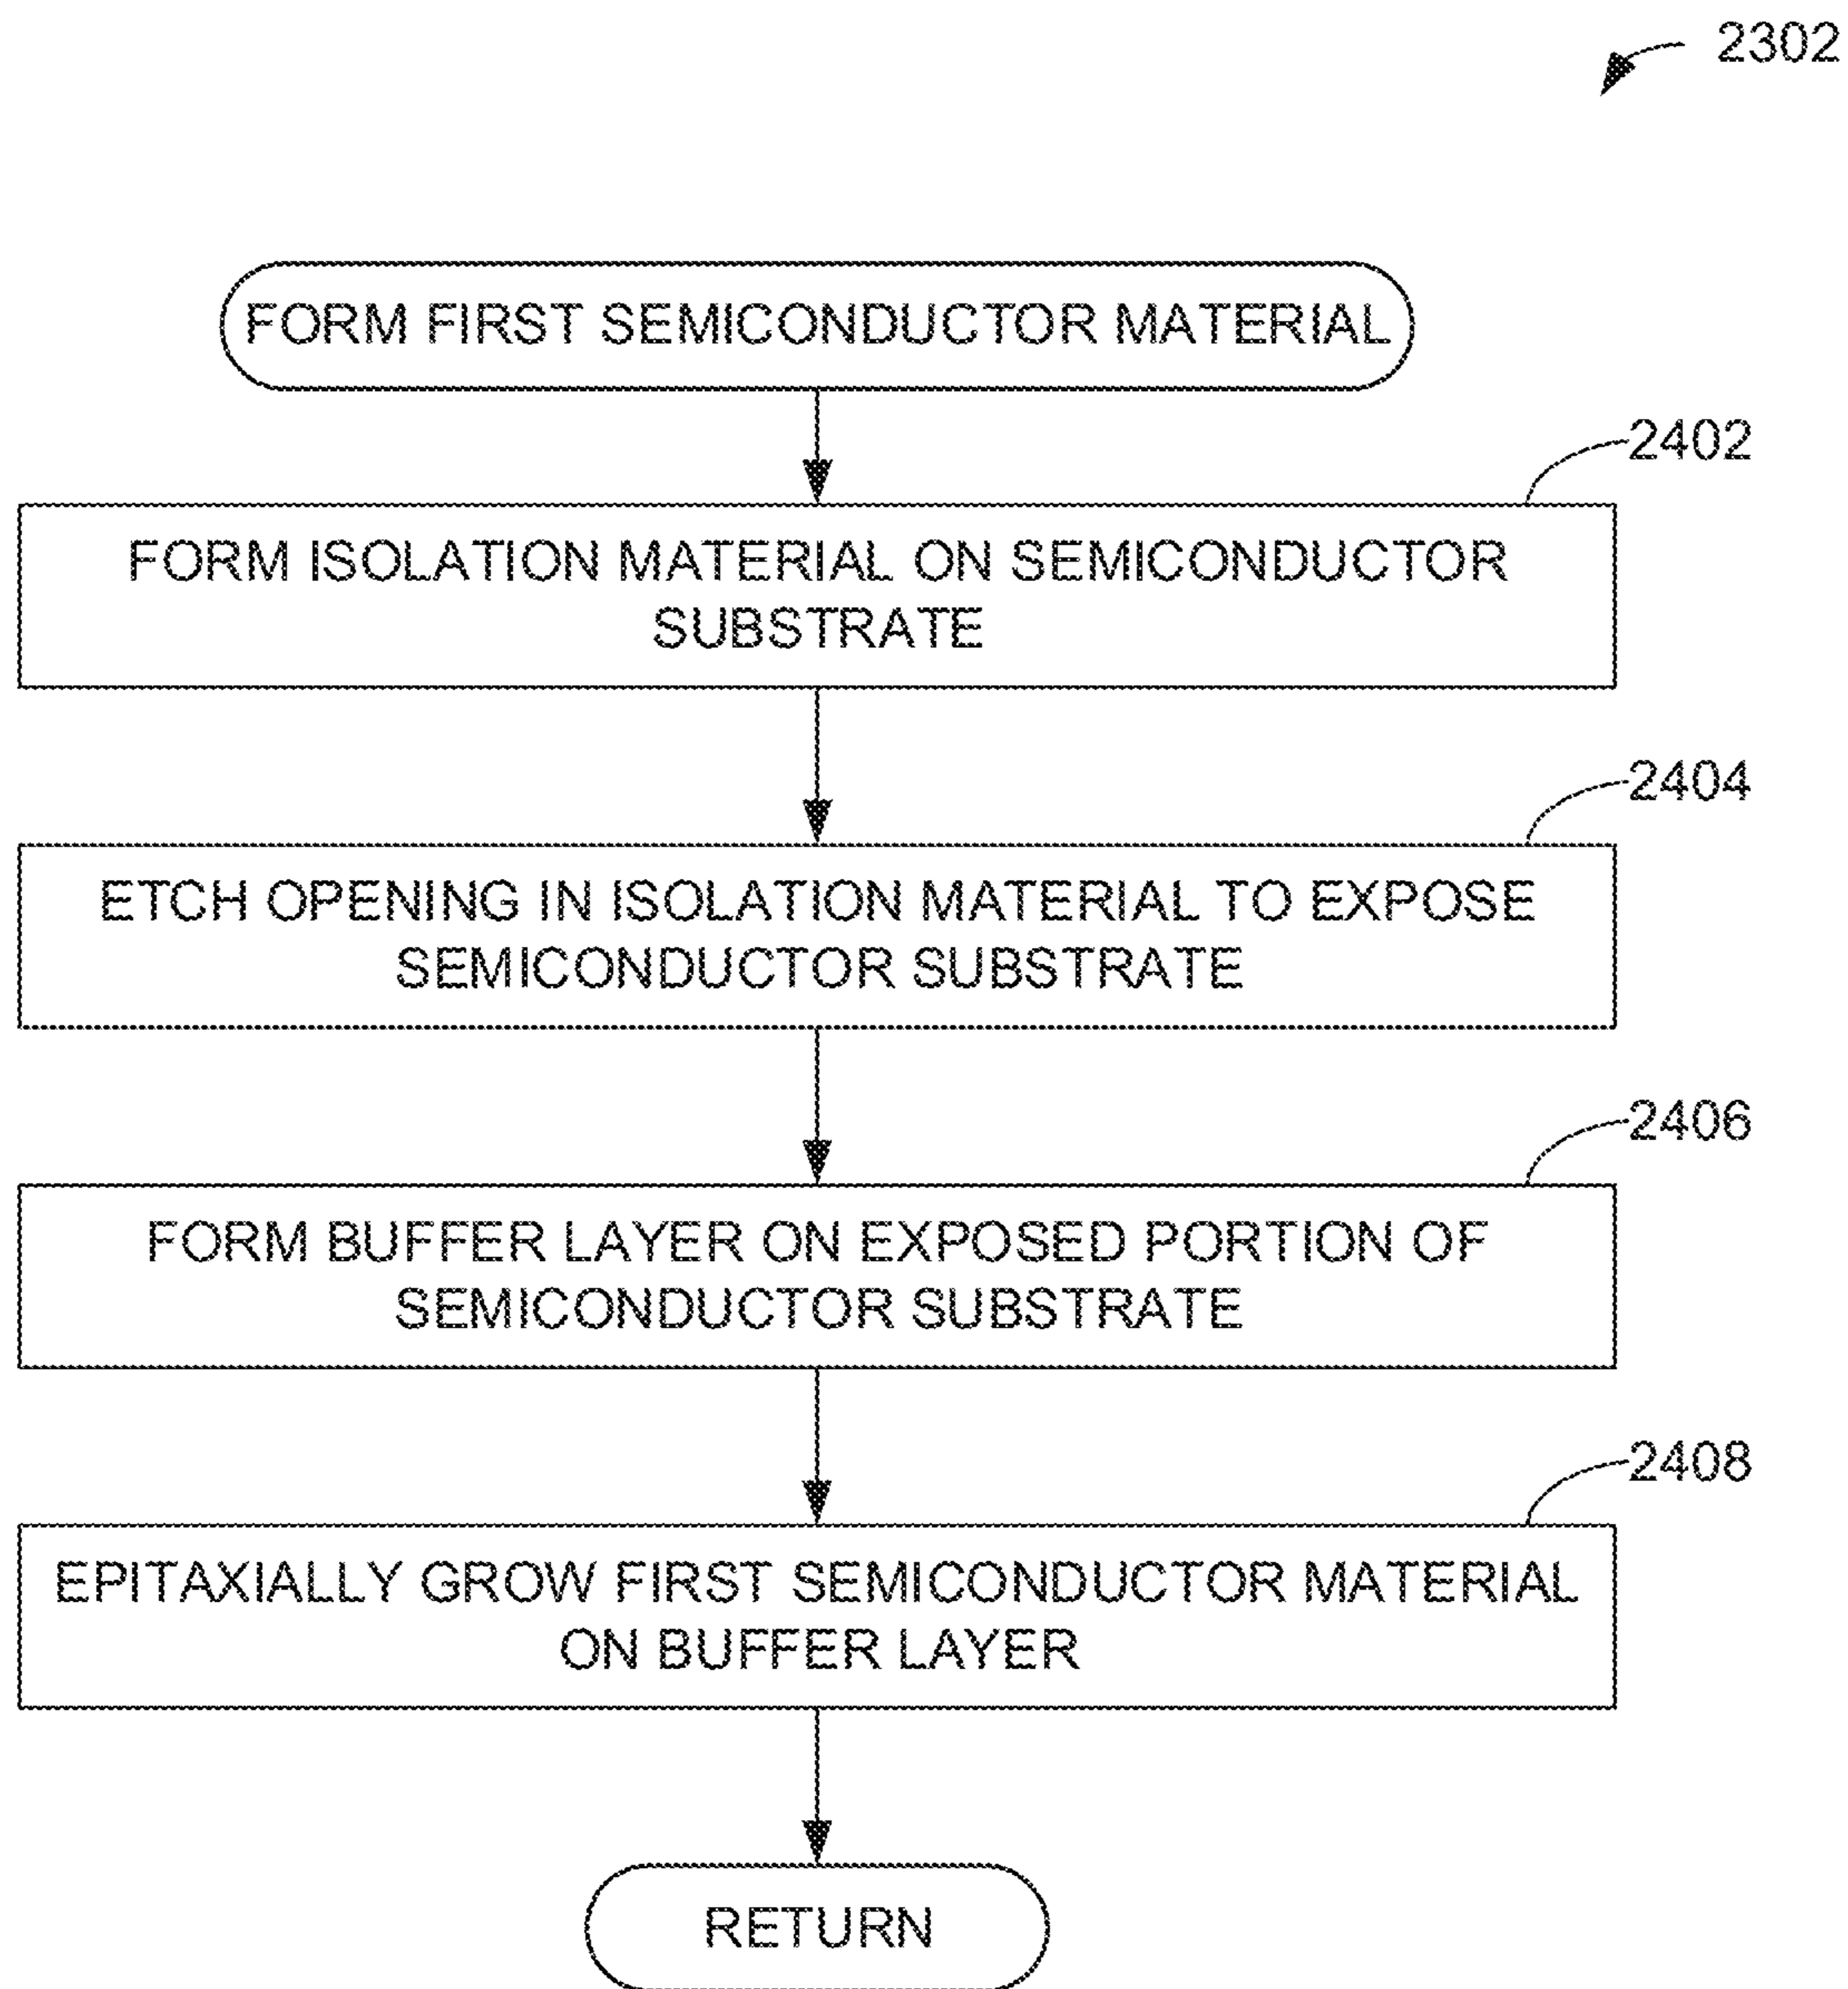 2302
FORM FIRST SEMICONDUCTOR MATERIAL
2402
FORM ISOLATION MATERIAL ON SEMICONDUCTOR
SUBSTRATE
2404
ETCH OPENING IN ISOLATION MATERIAL TO EXPOSE
SEMICONDUCTOR SUBSTRATE
2406
FORM BUFFER LAYER ON EXPOSED PORTION OF
SEMICONDUCTOR SUBSTRATE
2408
EPITAXIALLY GROW FIRST SEMICONDUCTOR MATERIAL
ON BUFFER LAYER
RETURN